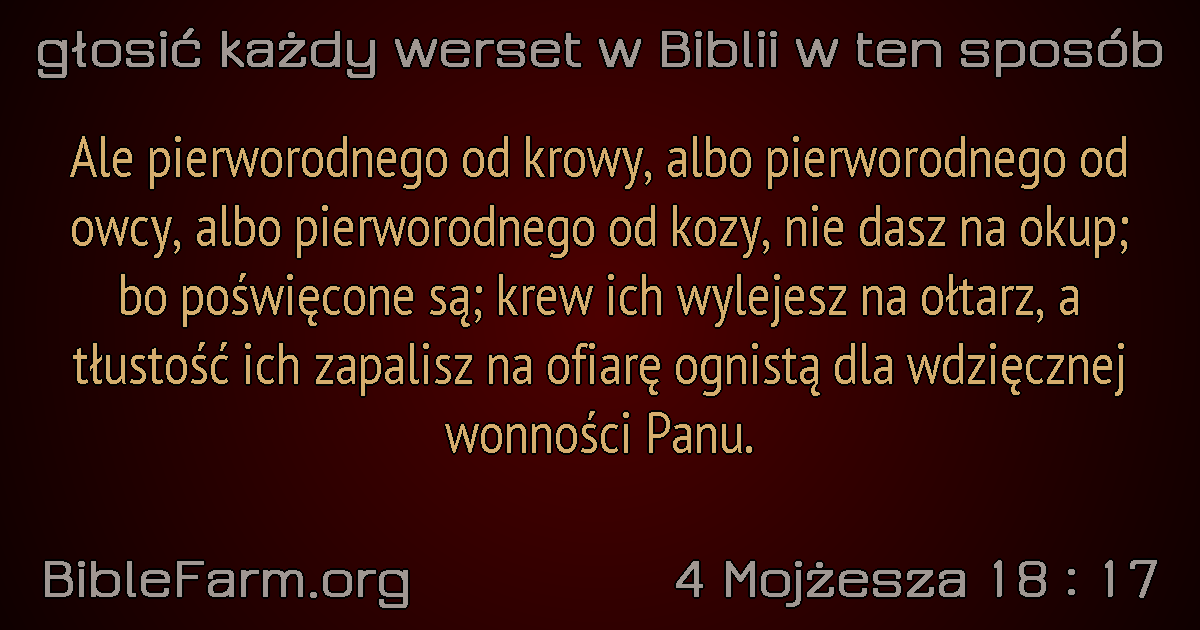 głosić każdy werset w Biblii w ten sposób
Ale pierworodnego od krowy, albo pierworodnego od
owcy, albo pierworodnego od kozy, nie dasz na okup;
bo poświęcone są; krew ich wylejesz na ołtarz, a
tłustość ich zapalisz na ofiarę ognistą dla wdzięcznej
wonności Panu.
BibleFarm.org
4 Mojżesza 18 : 17